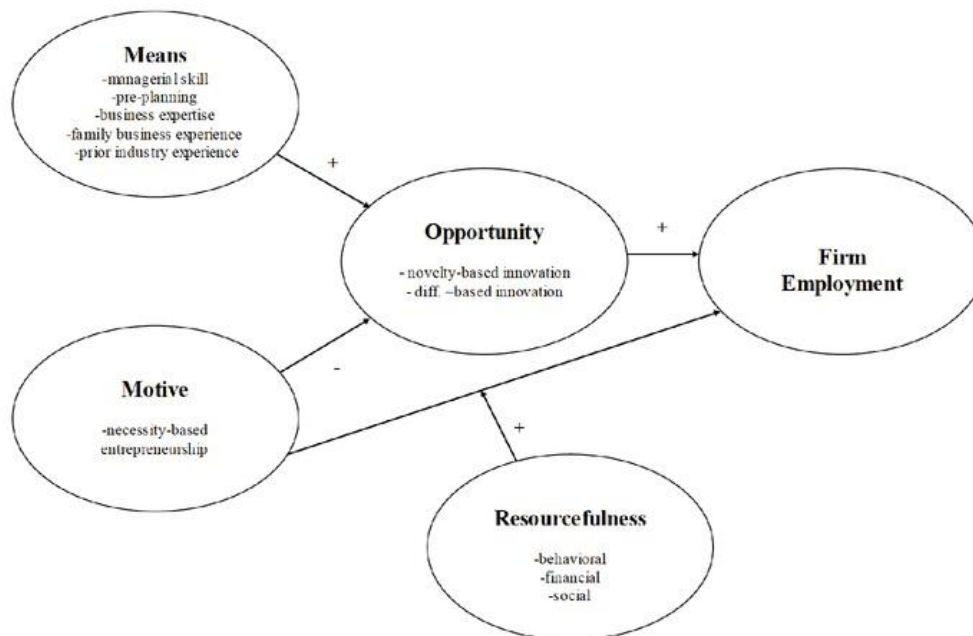 Means
-managerial skill
-pre-planning
-business expertise
-family business experience
-prior industry experience
+
Opportunity
- novelty-based innovation
- diff. –based innovation
+
Firm
Employment
Motive
-necessity-based
entrepreneurship
-
+
Resourcefulness
-behavioral
-financial
-social